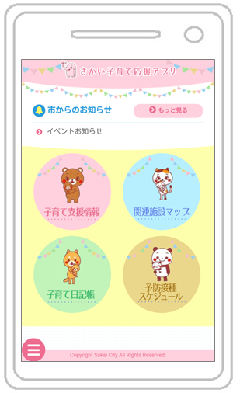 さかい子育て応援アプリ
市からのお知らせ
もっと見る
イベントお知らせ
子育て支援情報
関連施設マップ
子育て日記帳
予防接種
スケジュール
Copyright Sakai City All Rights Reserved.